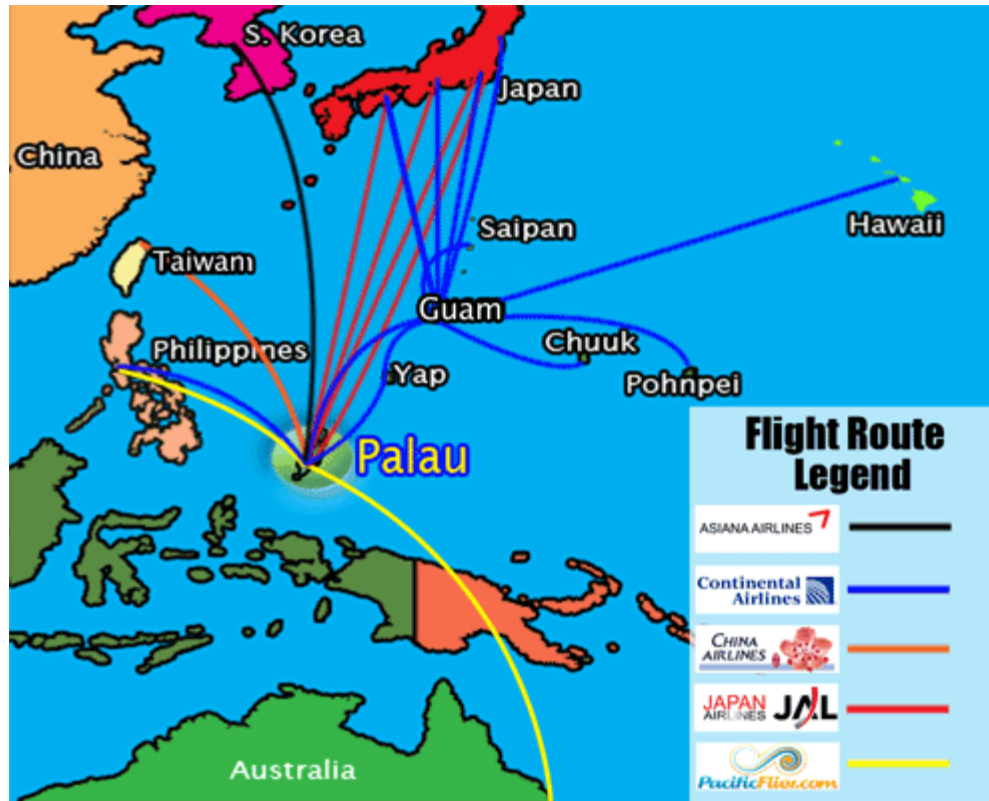 S. Korea
Japan
China
Saipan
Hawaii
Taiwan
Guam
Chuuk
Philippines
Yap
Pohnpei
Palau
Flight Route
Legend
ASIANA AIRLINES
Continental
Airlines
CHINA
AIRLINES
JAPAN
AIRLINES
JAL
PacificFlier.com
Australia